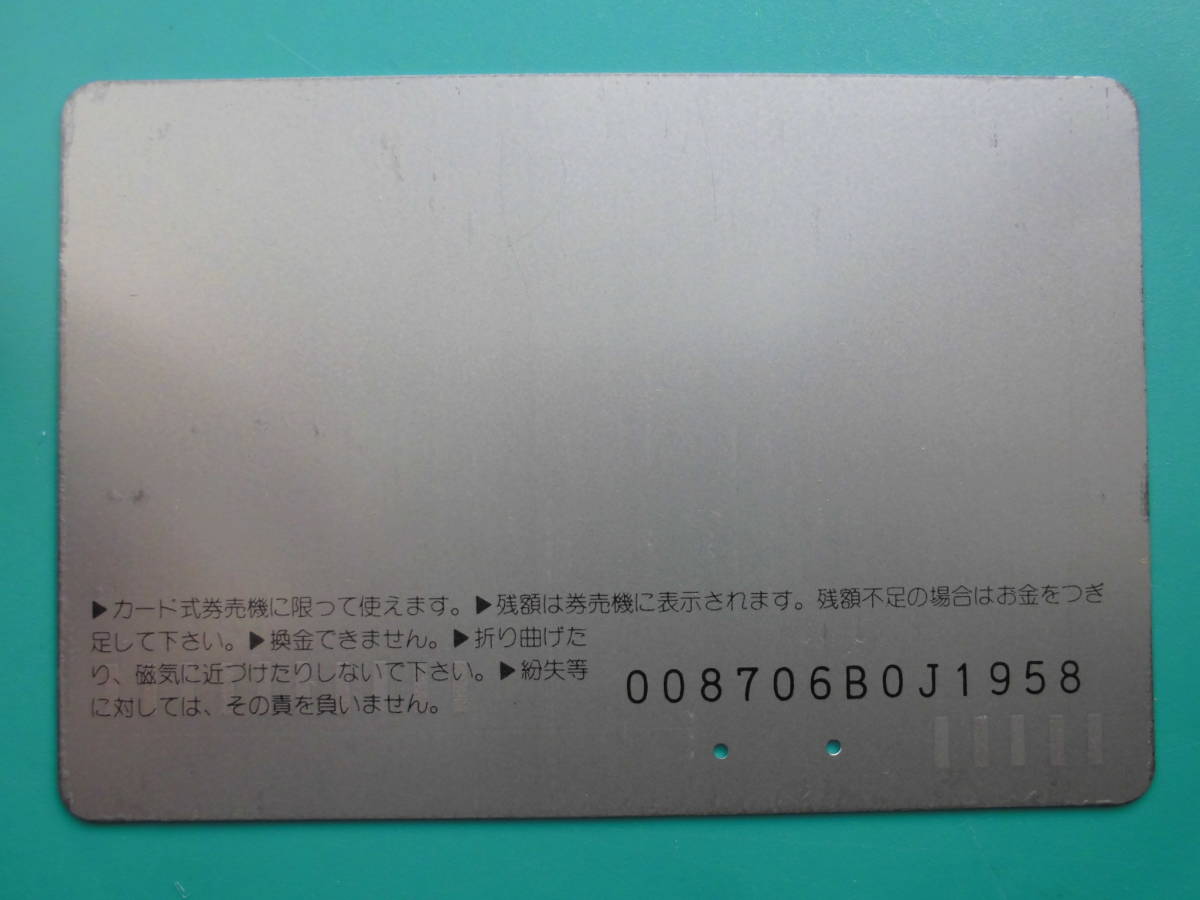 ▶カード式券売機に限って使えます。▶残額は券売機に表示されます。残額不足の場合はお金をつぎ
足して下さい。▶換金できません。▶折り曲げた
り、磁気に近づけたりしないで下さい。▶紛失等
に対しては、その責を負いません。
008706B0J1958